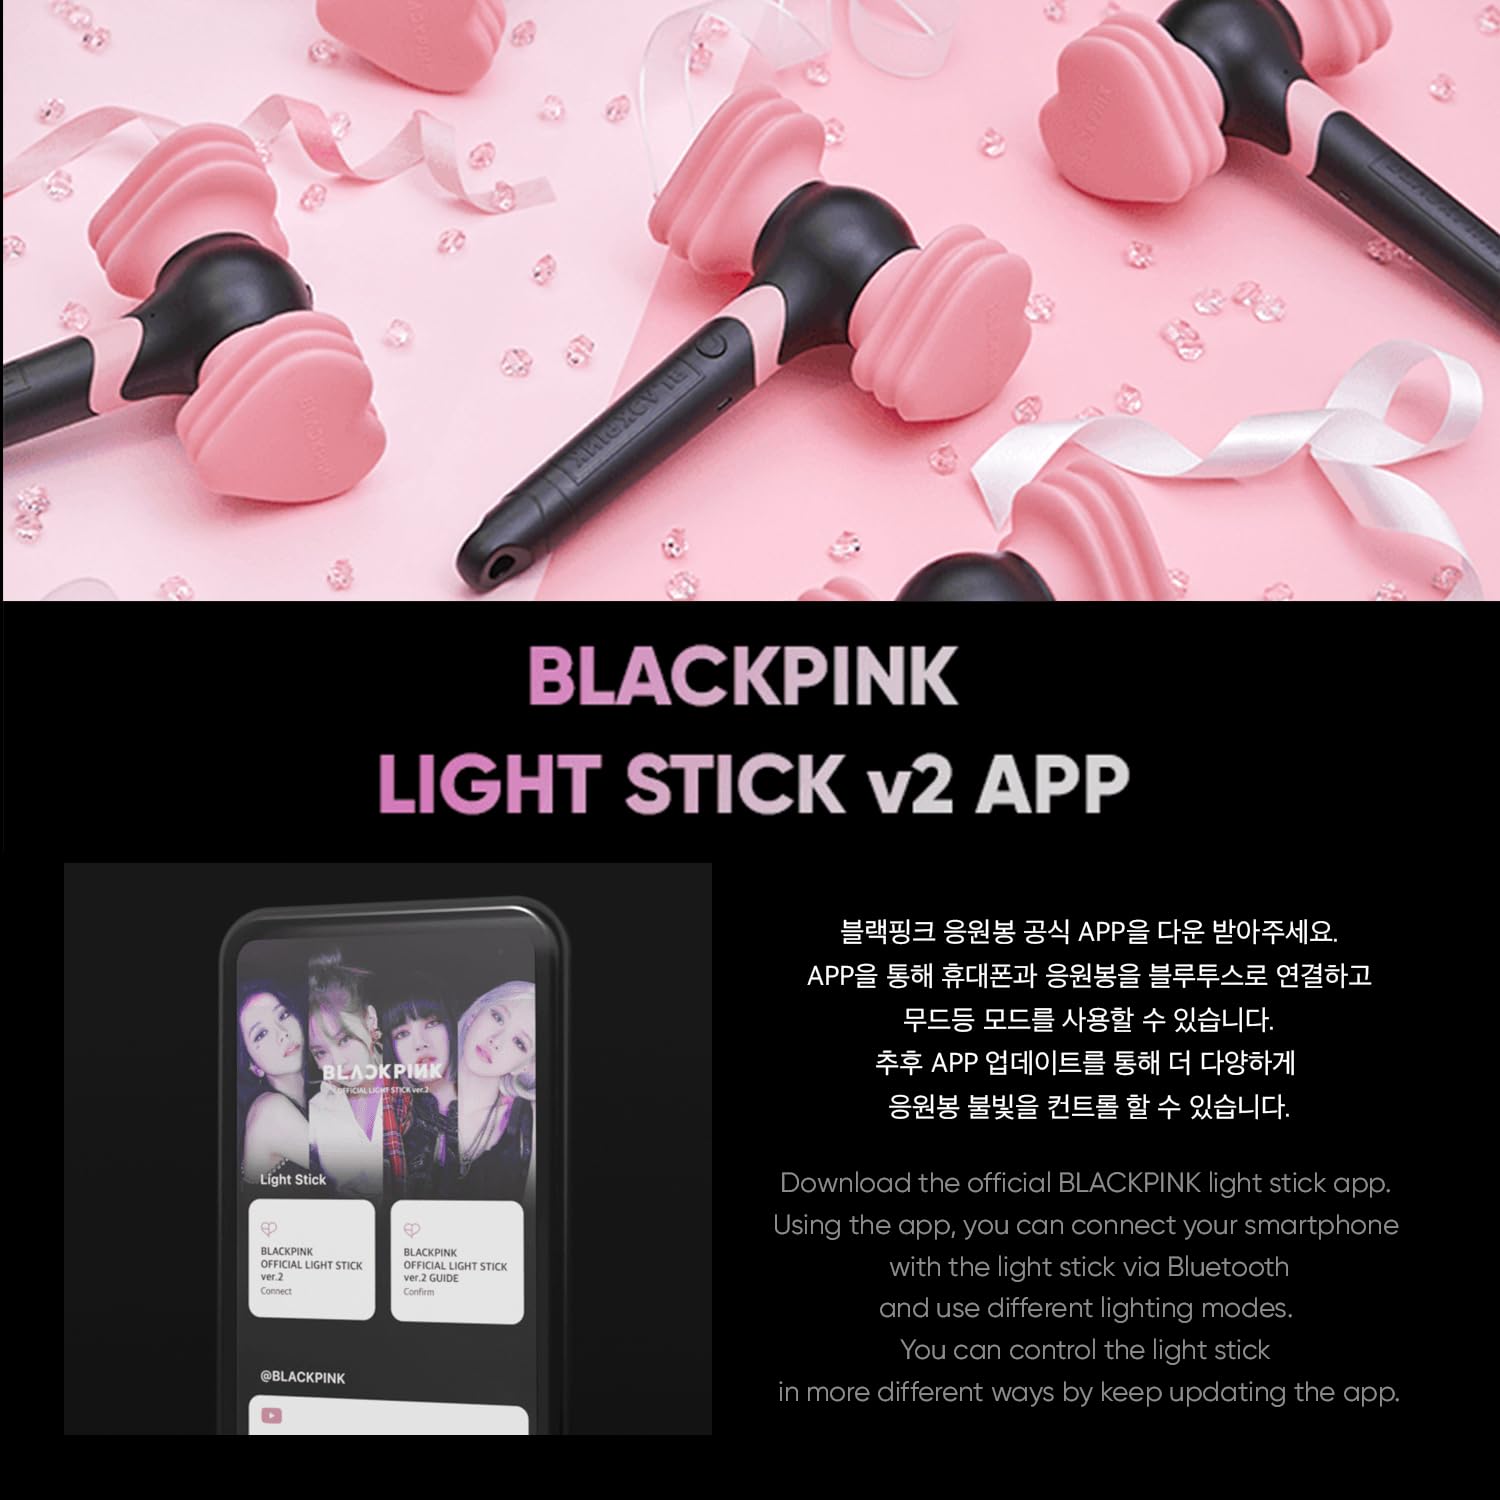 BLACKPINK
BLACKPINK
LIGHT STICK v2 APP
블랙핑크 응원봉 공식 APP을 다운 받아주세요.
APP을 통해 휴대폰과 응원봉을 블루투스로 연결하고
무드등 모드를 사용할 수 있습니다.
추후 APP 업데이트를 통해 더 다양하게
응원봉 불빛을 컨트롤 할 수 있습니다.
Download the official BLACKPINK light stick app.
Using the app, you can connect your smartphone
with the light stick via Bluetooth
and use different lighting modes.
You can control the light stick
in more different ways by keep updating the app.
BLACKPINK
OFFICIAL LIGHT STICK ver.2
Light Stick
BLACKPINK
OFFICIAL LIGHT STICK
ver.2
Connect
BLACKPINK
OFFICIAL LIGHT STICK
ver.2 GUIDE
Confirm
@BLACKPINK